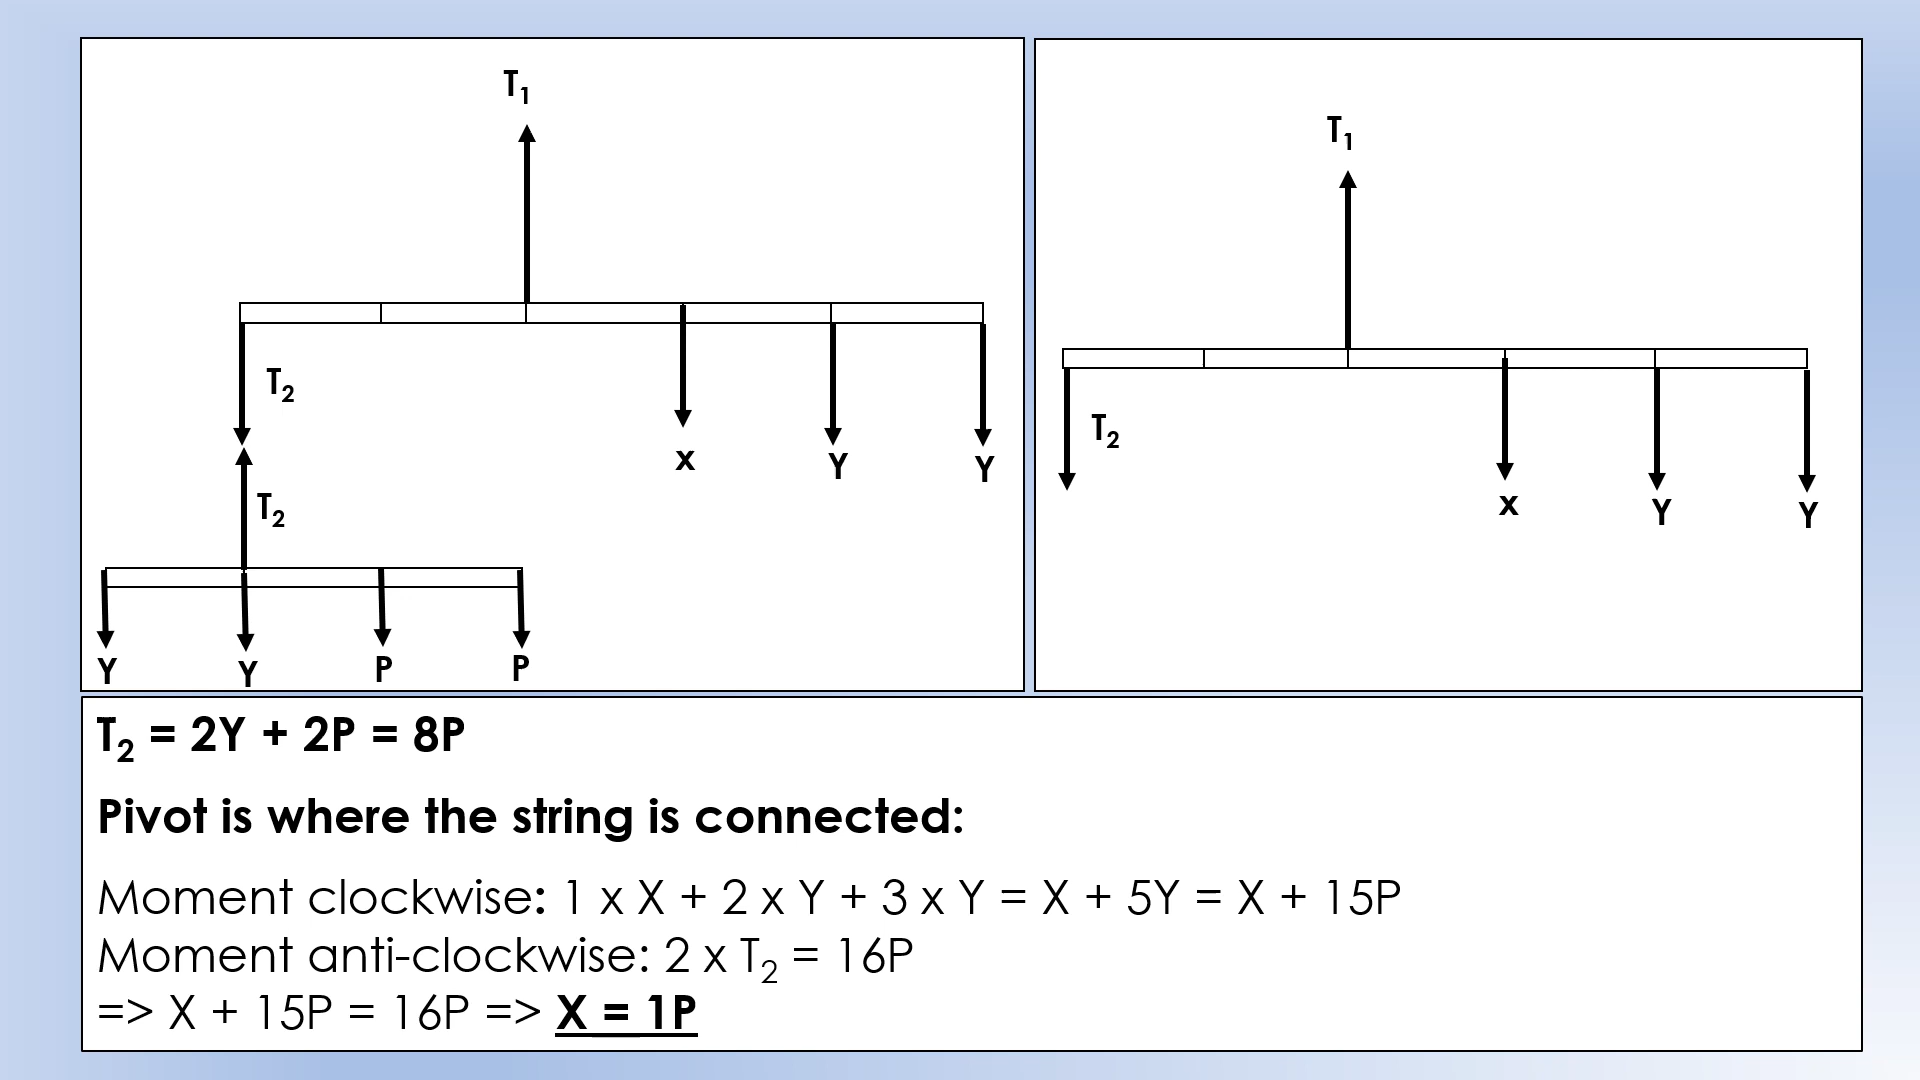 T₁
T₂
x
Y
Y
T₂
Y
Y
P
P
T₁
T₂
x
Y
Y
T₂ = 2Y + 2P = 8P
Pivot is where the string is connected:
Moment clockwise: 1 x X + 2 x Y + 3 x Y = X + 5Y = X + 15P
Moment anti-clockwise: 2 x T₂ = 16P
=> X + 15P = 16P => X = 1P